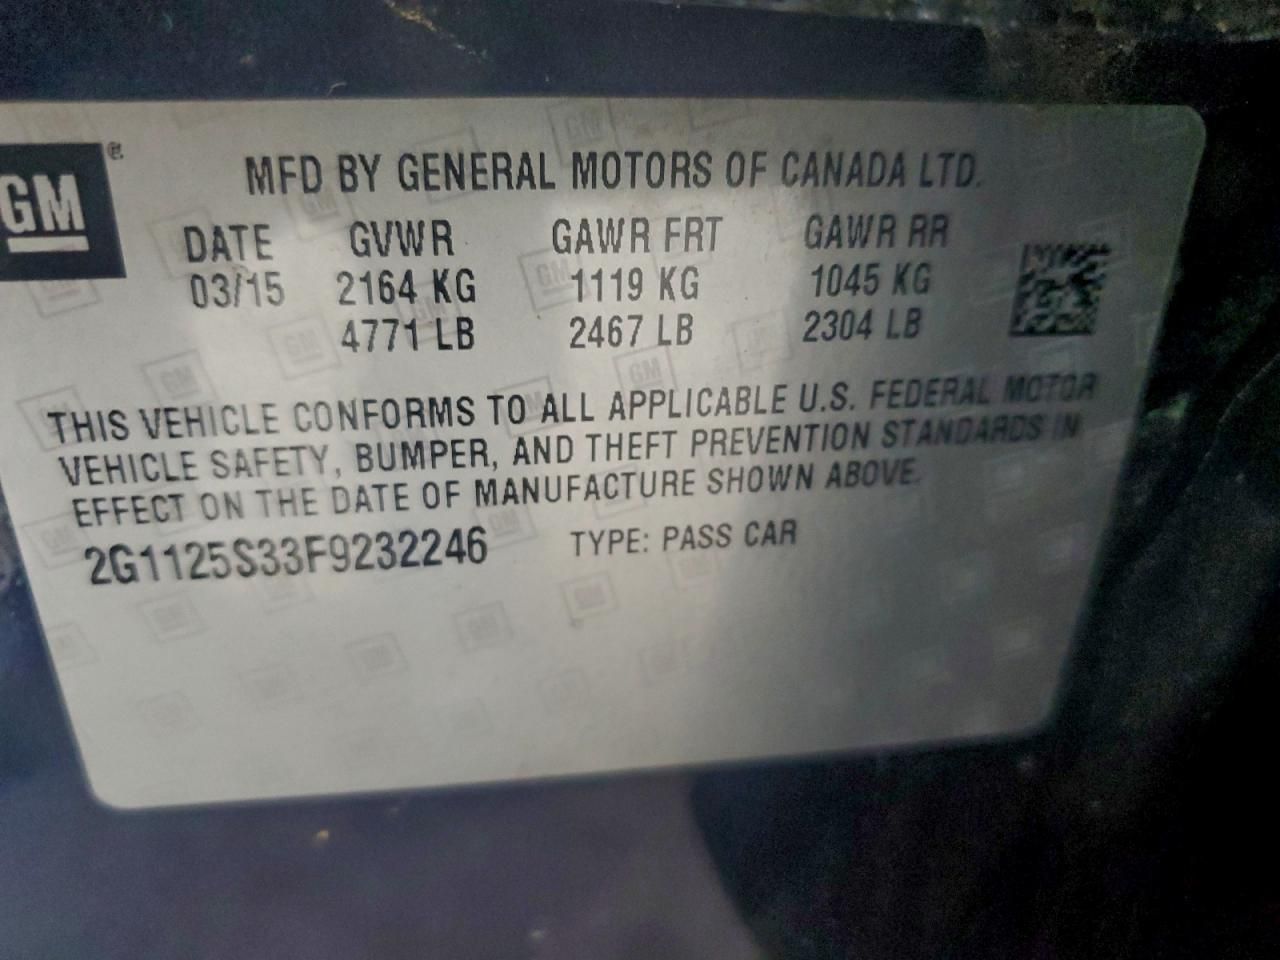 GM®
MFD BY GENERAL MOTORS OF CANADA LTD.
DATE GVWR GAWR FRT GAWR RR
03/15 2164 KG 1119 KG 1045 KG
4771 LB 2467 LB 2304 LB
THIS VEHICLE CONFORMS TO ALL APPLICABLE U.S. FEDERAL MOTOR
VEHICLE SAFETY, BUMPER, AND THEFT PREVENTION STANDARDS IN
EFFECT ON THE DATE OF MANUFACTURE SHOWN ABOVE.
2G1125S33F9232246 TYPE: PASS CAR